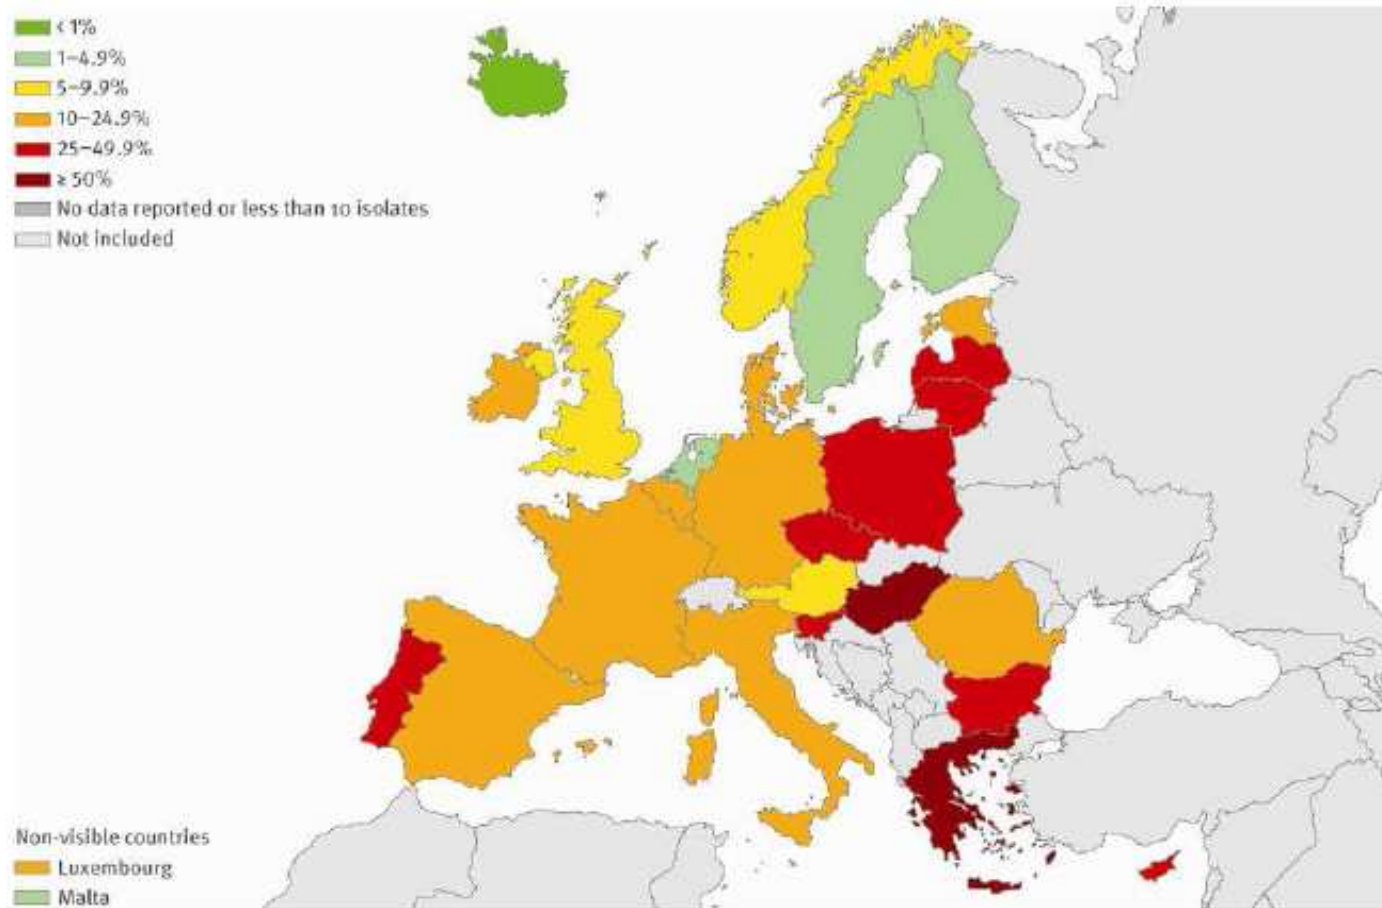 < 1%
1–4.9%
5–9.9%
10–24.9%
25–49.9%
≥ 50%
No data reported or less than 10 isolates
Not included
Non-visible countries
Luxembourg
Malta